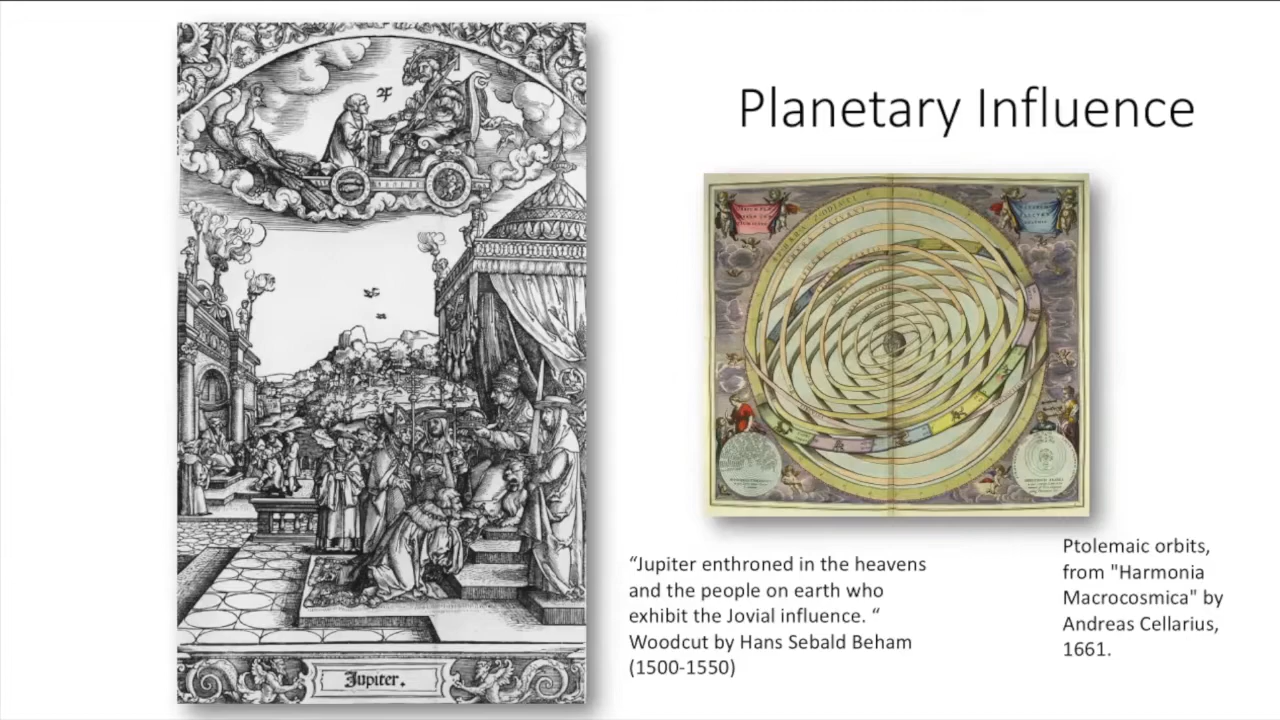 Planetary Influence
♃
Jupiter.
“Jupiter enthroned in the heavens
and the people on earth who
exhibit the Jovial influence. “
Woodcut by Hans Sebald Beham
(1500-1550)
Ptolemaic orbits,
from "Harmonia
Macrocosmica" by
Andreas Cellarius,
1661.